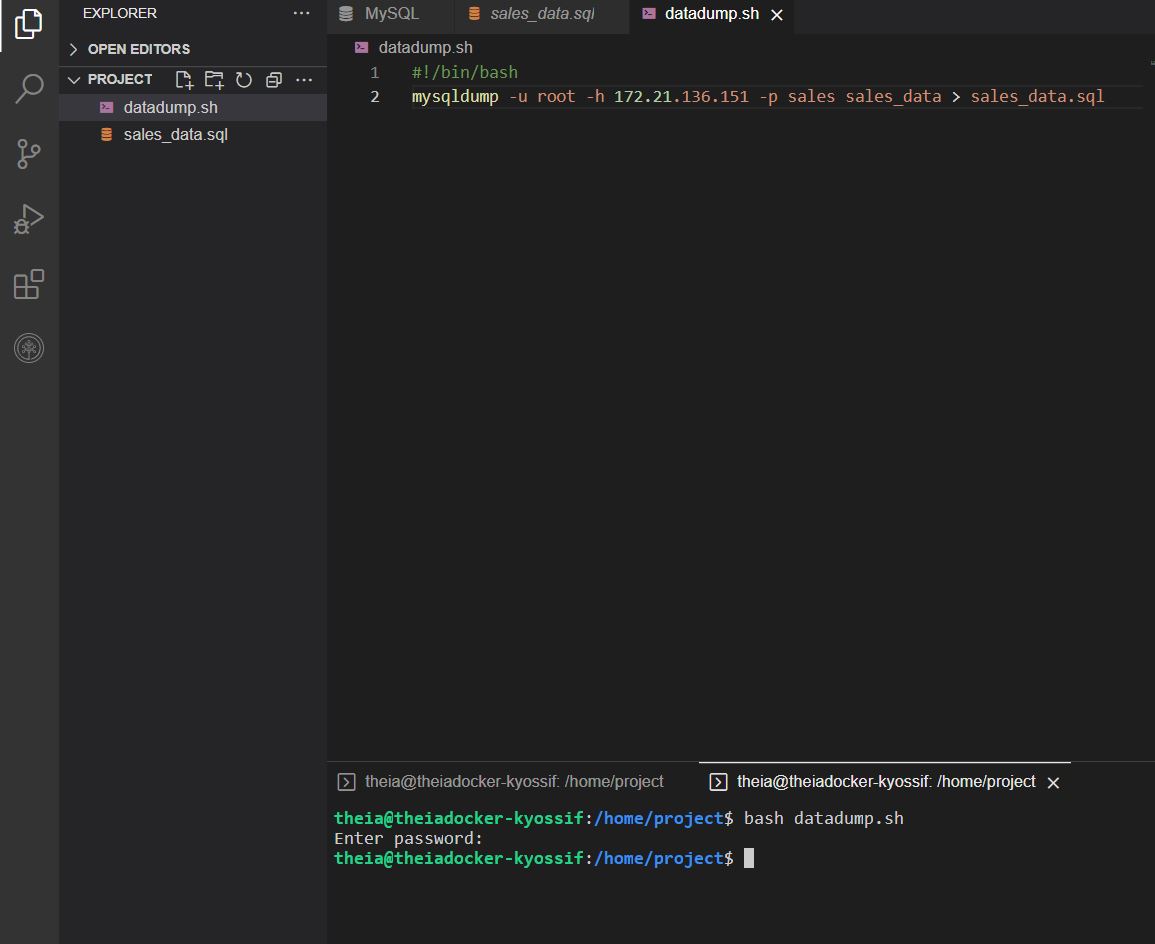 EXPLORER
OPEN EDITORS
PROJECT
datadump.sh
sales_data.sql
MySQL
sales_data.sql
datadump.sh
datadump.sh
1 #!/bin/bash
2 mysqldump -u root -h 172.21.136.151 -p sales sales_data > sales_data.sql
theia@theiadocker-kyossif: /home/project
theia@theiadocker-kyossif: /home/project
theia@theiadocker-kyossif:/home/project$ bash datadump.sh
Enter password:
theia@theiadocker-kyossif:/home/project$